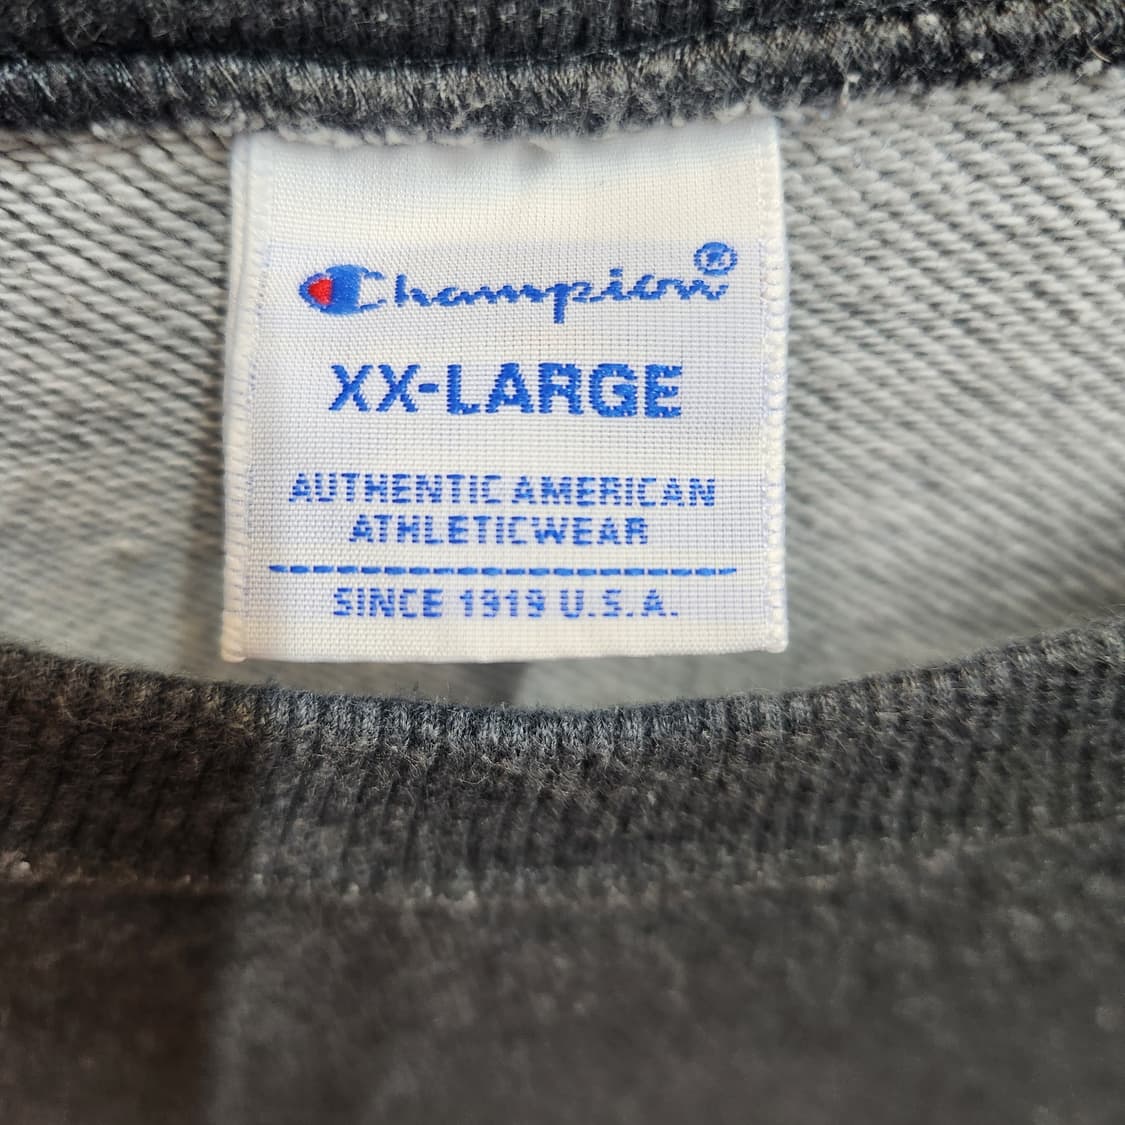 Champion®
XX-LARGE
AUTHENTIC AMERICAN
ATHLETICWEAR
SINCE 1919 U.S.A.